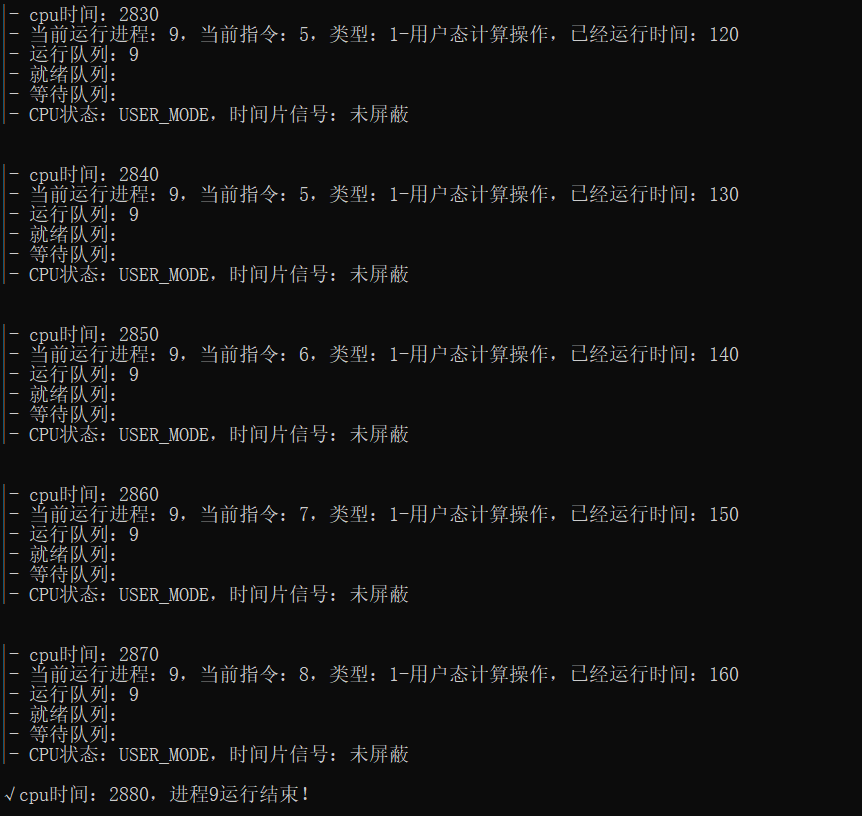 - cpu时间：2830
- 当前运行进程：9，当前指令：5，类型：1-用户态计算操作，已经运行时间：120
- 运行队列：9
- 就绪队列：
- 等待队列：
- CPU状态：USER_MODE，时间片信号：未屏蔽
- cpu时间：2840
- 当前运行进程：9，当前指令：5，类型：1-用户态计算操作，已经运行时间：130
- 运行队列：9
- 就绪队列：
- 等待队列：
- CPU状态：USER_MODE，时间片信号：未屏蔽
- cpu时间：2850
- 当前运行进程：9，当前指令：6，类型：1-用户态计算操作，已经运行时间：140
- 运行队列：9
- 就绪队列：
- 等待队列：
- CPU状态：USER_MODE，时间片信号：未屏蔽
- cpu时间：2860
- 当前运行进程：9，当前指令：7，类型：1-用户态计算操作，已经运行时间：150
- 运行队列：9
- 就绪队列：
- 等待队列：
- CPU状态：USER_MODE，时间片信号：未屏蔽
- cpu时间：2870
- 当前运行进程：9，当前指令：8，类型：1-用户态计算操作，已经运行时间：160
- 运行队列：9
- 就绪队列：
- 等待队列：
- CPU状态：USER_MODE，时间片信号：未屏蔽
√cpu时间：2880，进程9运行结束！